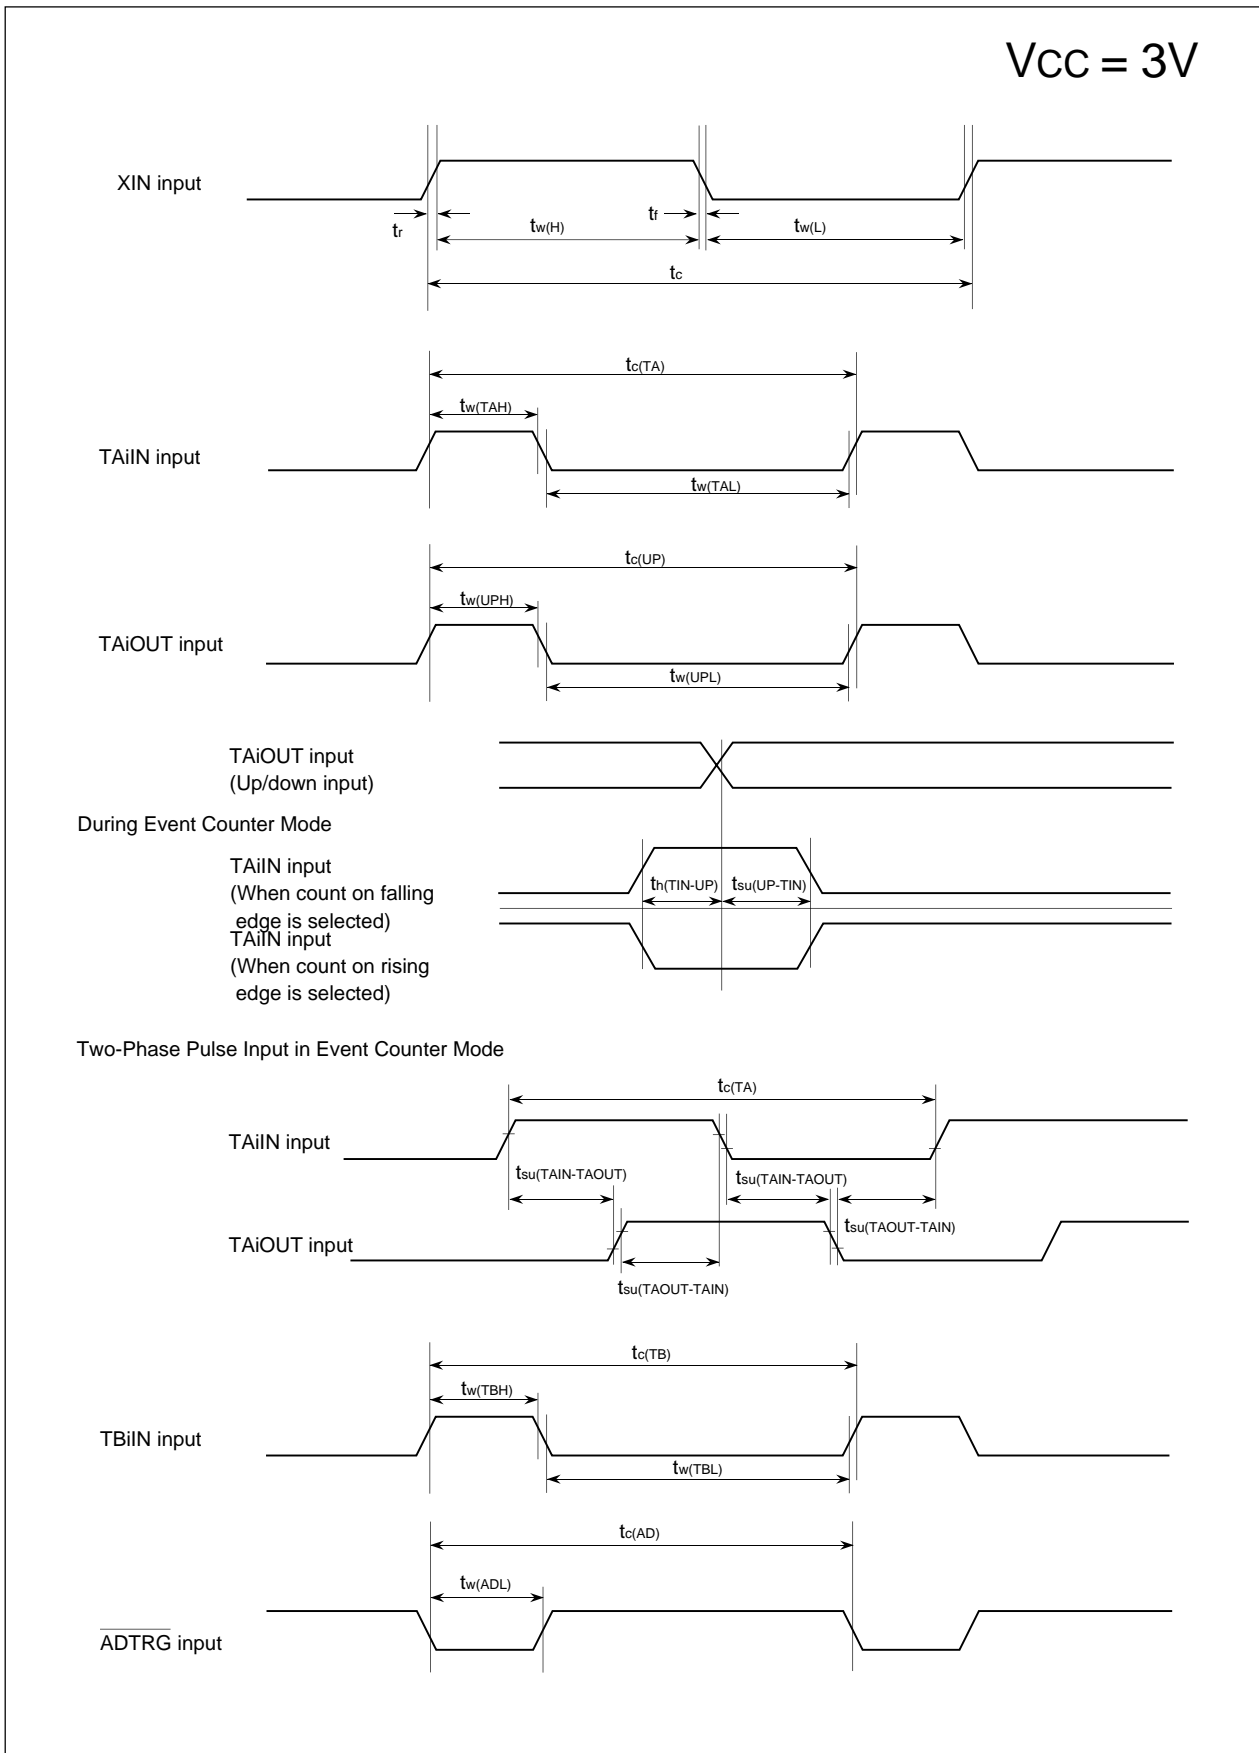 VCC = 3V
XIN input
tr
tw(H)
tf
tw(L)
tc
tc(TA)
tw(TAH)
TAiIN input
tw(TAL)
tc(UP)
tw(UPH)
TAiOUT input
tw(UPL)
TAiOUT input
(Up/down input)
During Event Counter Mode
TAiIN input
(When count on falling
edge is selected)
th(TIN-UP)
tsu(UP-TIN)
TAiIN input
(When count on rising
edge is selected)
Two-Phase Pulse Input in Event Counter Mode
tc(TA)
TAiIN input
tsu(TAIN-TAOUT)
tsu(TAIN-TAOUT)
tsu(TAOUT-TAIN)
TAiOUT input
tsu(TAOUT-TAIN)
tc(TB)
tw(TBH)
TBiIN input
tw(TBL)
tc(AD)
tw(ADL)
ADTRG input